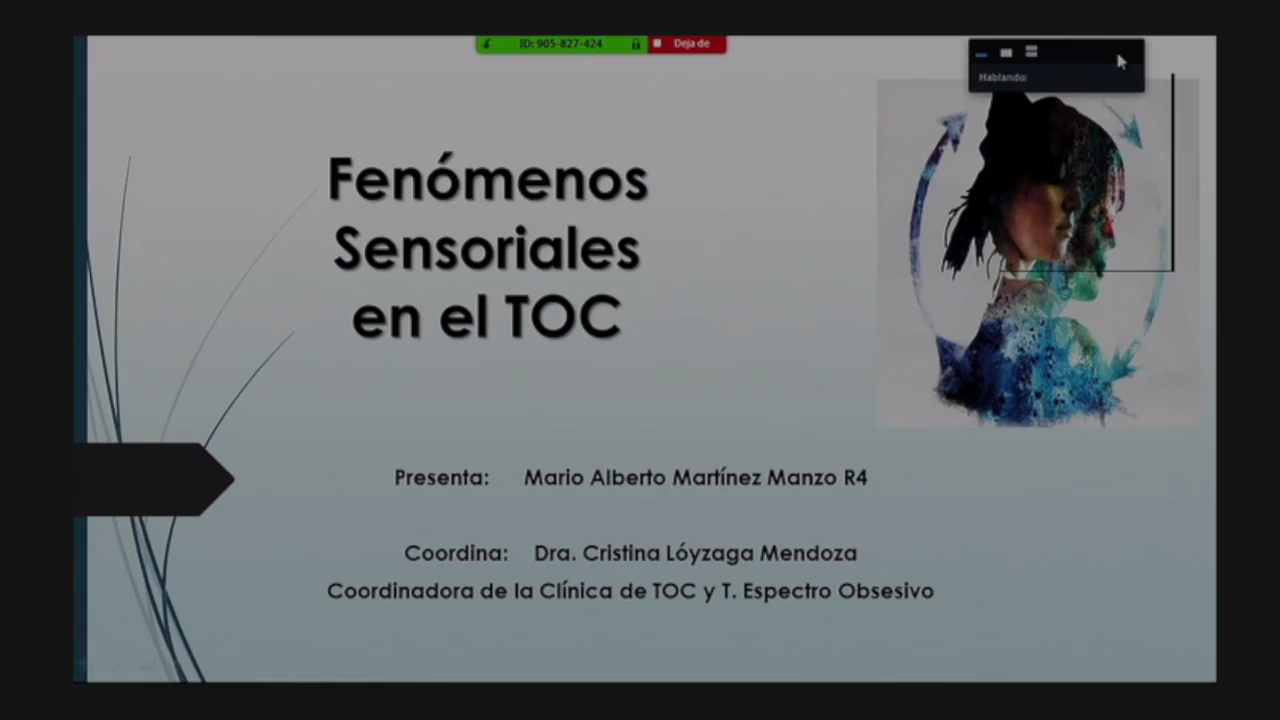 ID: 905-827-424
Deja de
Hablando:
Fenómenos
Sensoriales
en el TOC
Presenta: Mario Alberto Martínez Manzo R4
Coordina: Dra. Cristina Lóyzaga Mendoza
Coordinadora de la Clínica de TOC y T. Espectro Obsesivo